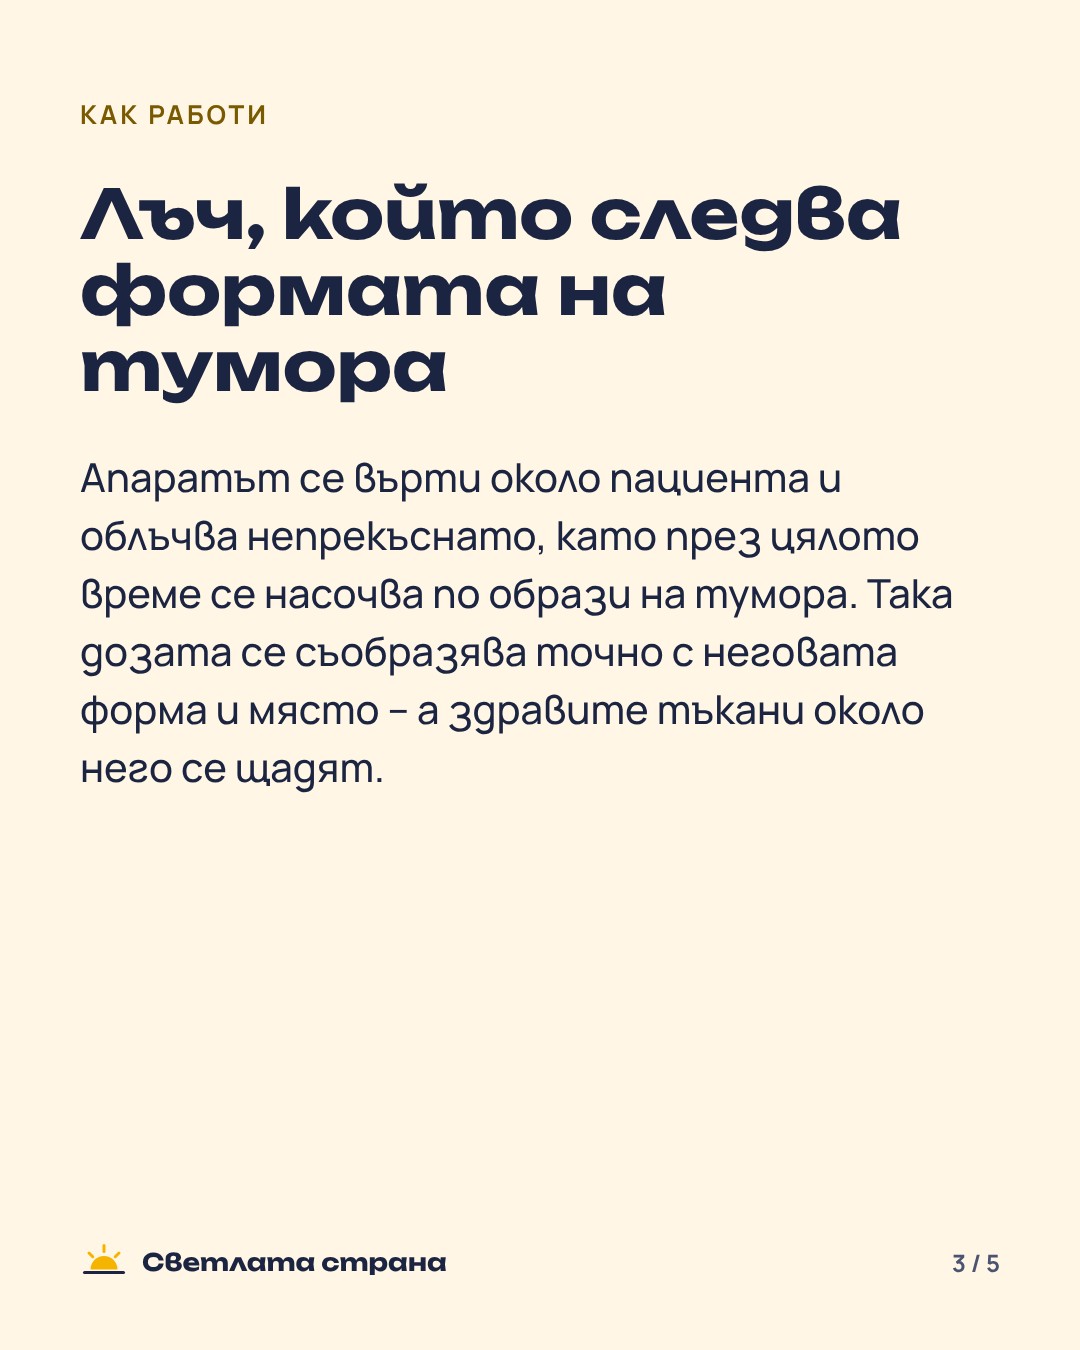 КАК РАБОТИ
Лъч, който следва
формата на
тумора
Апаратът се върти около пациента и
облъчва непрекъснато, като през цялото
време се насочва по образи на тумора. Така
дозата се съобразява точно с неговата
форма и място – а здравите тъкани около
него се щадят.
Светлата страна
3 / 5